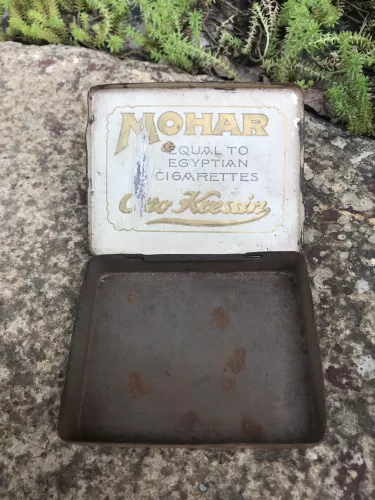 MOHAR
EQUAL TO
EGYPTIAN
CIGARETTES
Otto Kressin